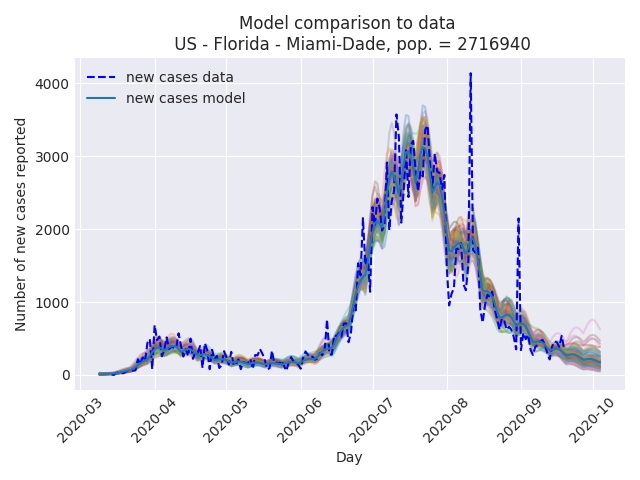 Model comparison to data
US - Florida - Miami-Dade, pop. = 2716940
new cases data
new cases model
Number of new cases reported
4000
3000
2000
1000
0
2020-03
2020-04
2020-05
2020-06
2020-07
2020-08
2020-09
2020-10
Day